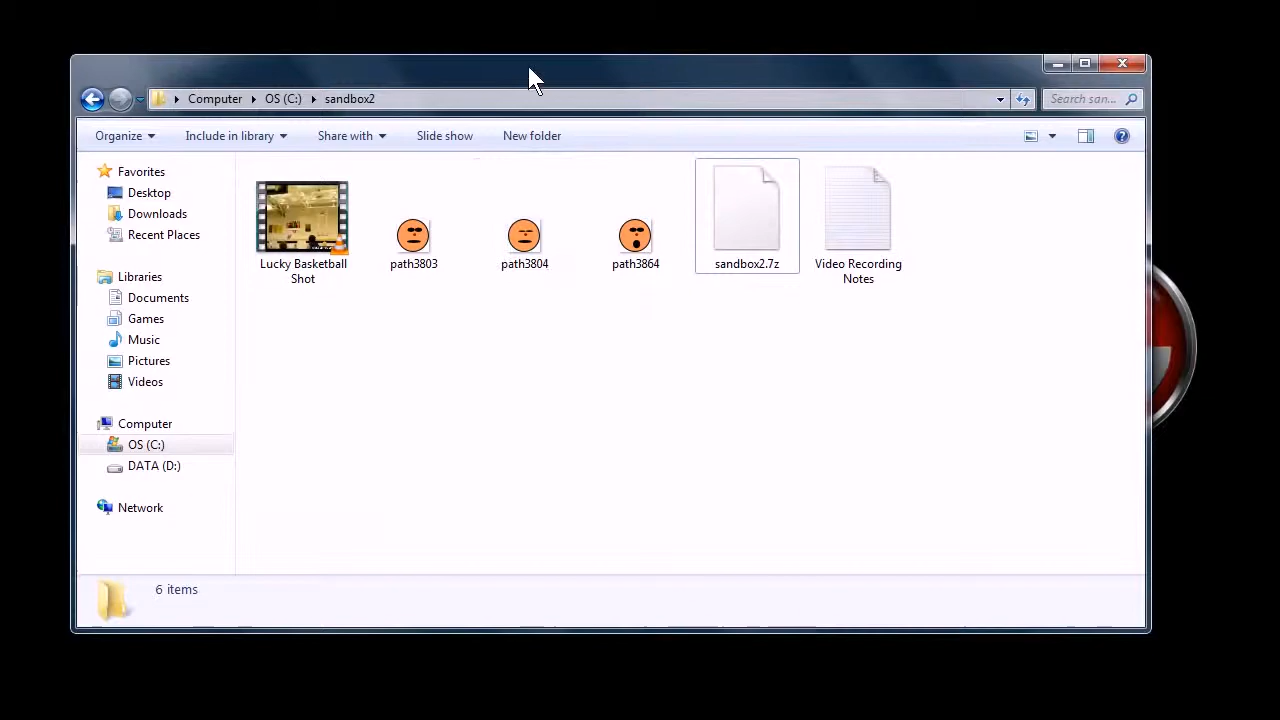 Computer OS (C:) sandbox2
Search san...
Organize Include in library Share with Slide show New folder
Favorites
Desktop
Downloads
Recent Places
Libraries
Documents
Games
Music
Pictures
Videos
Computer
OS (C:)
DATA (D:)
Network
Lucky Basketball
Shot
path3803
path3804
path3864
sandbox2.7z
Video Recording
Notes
6 items